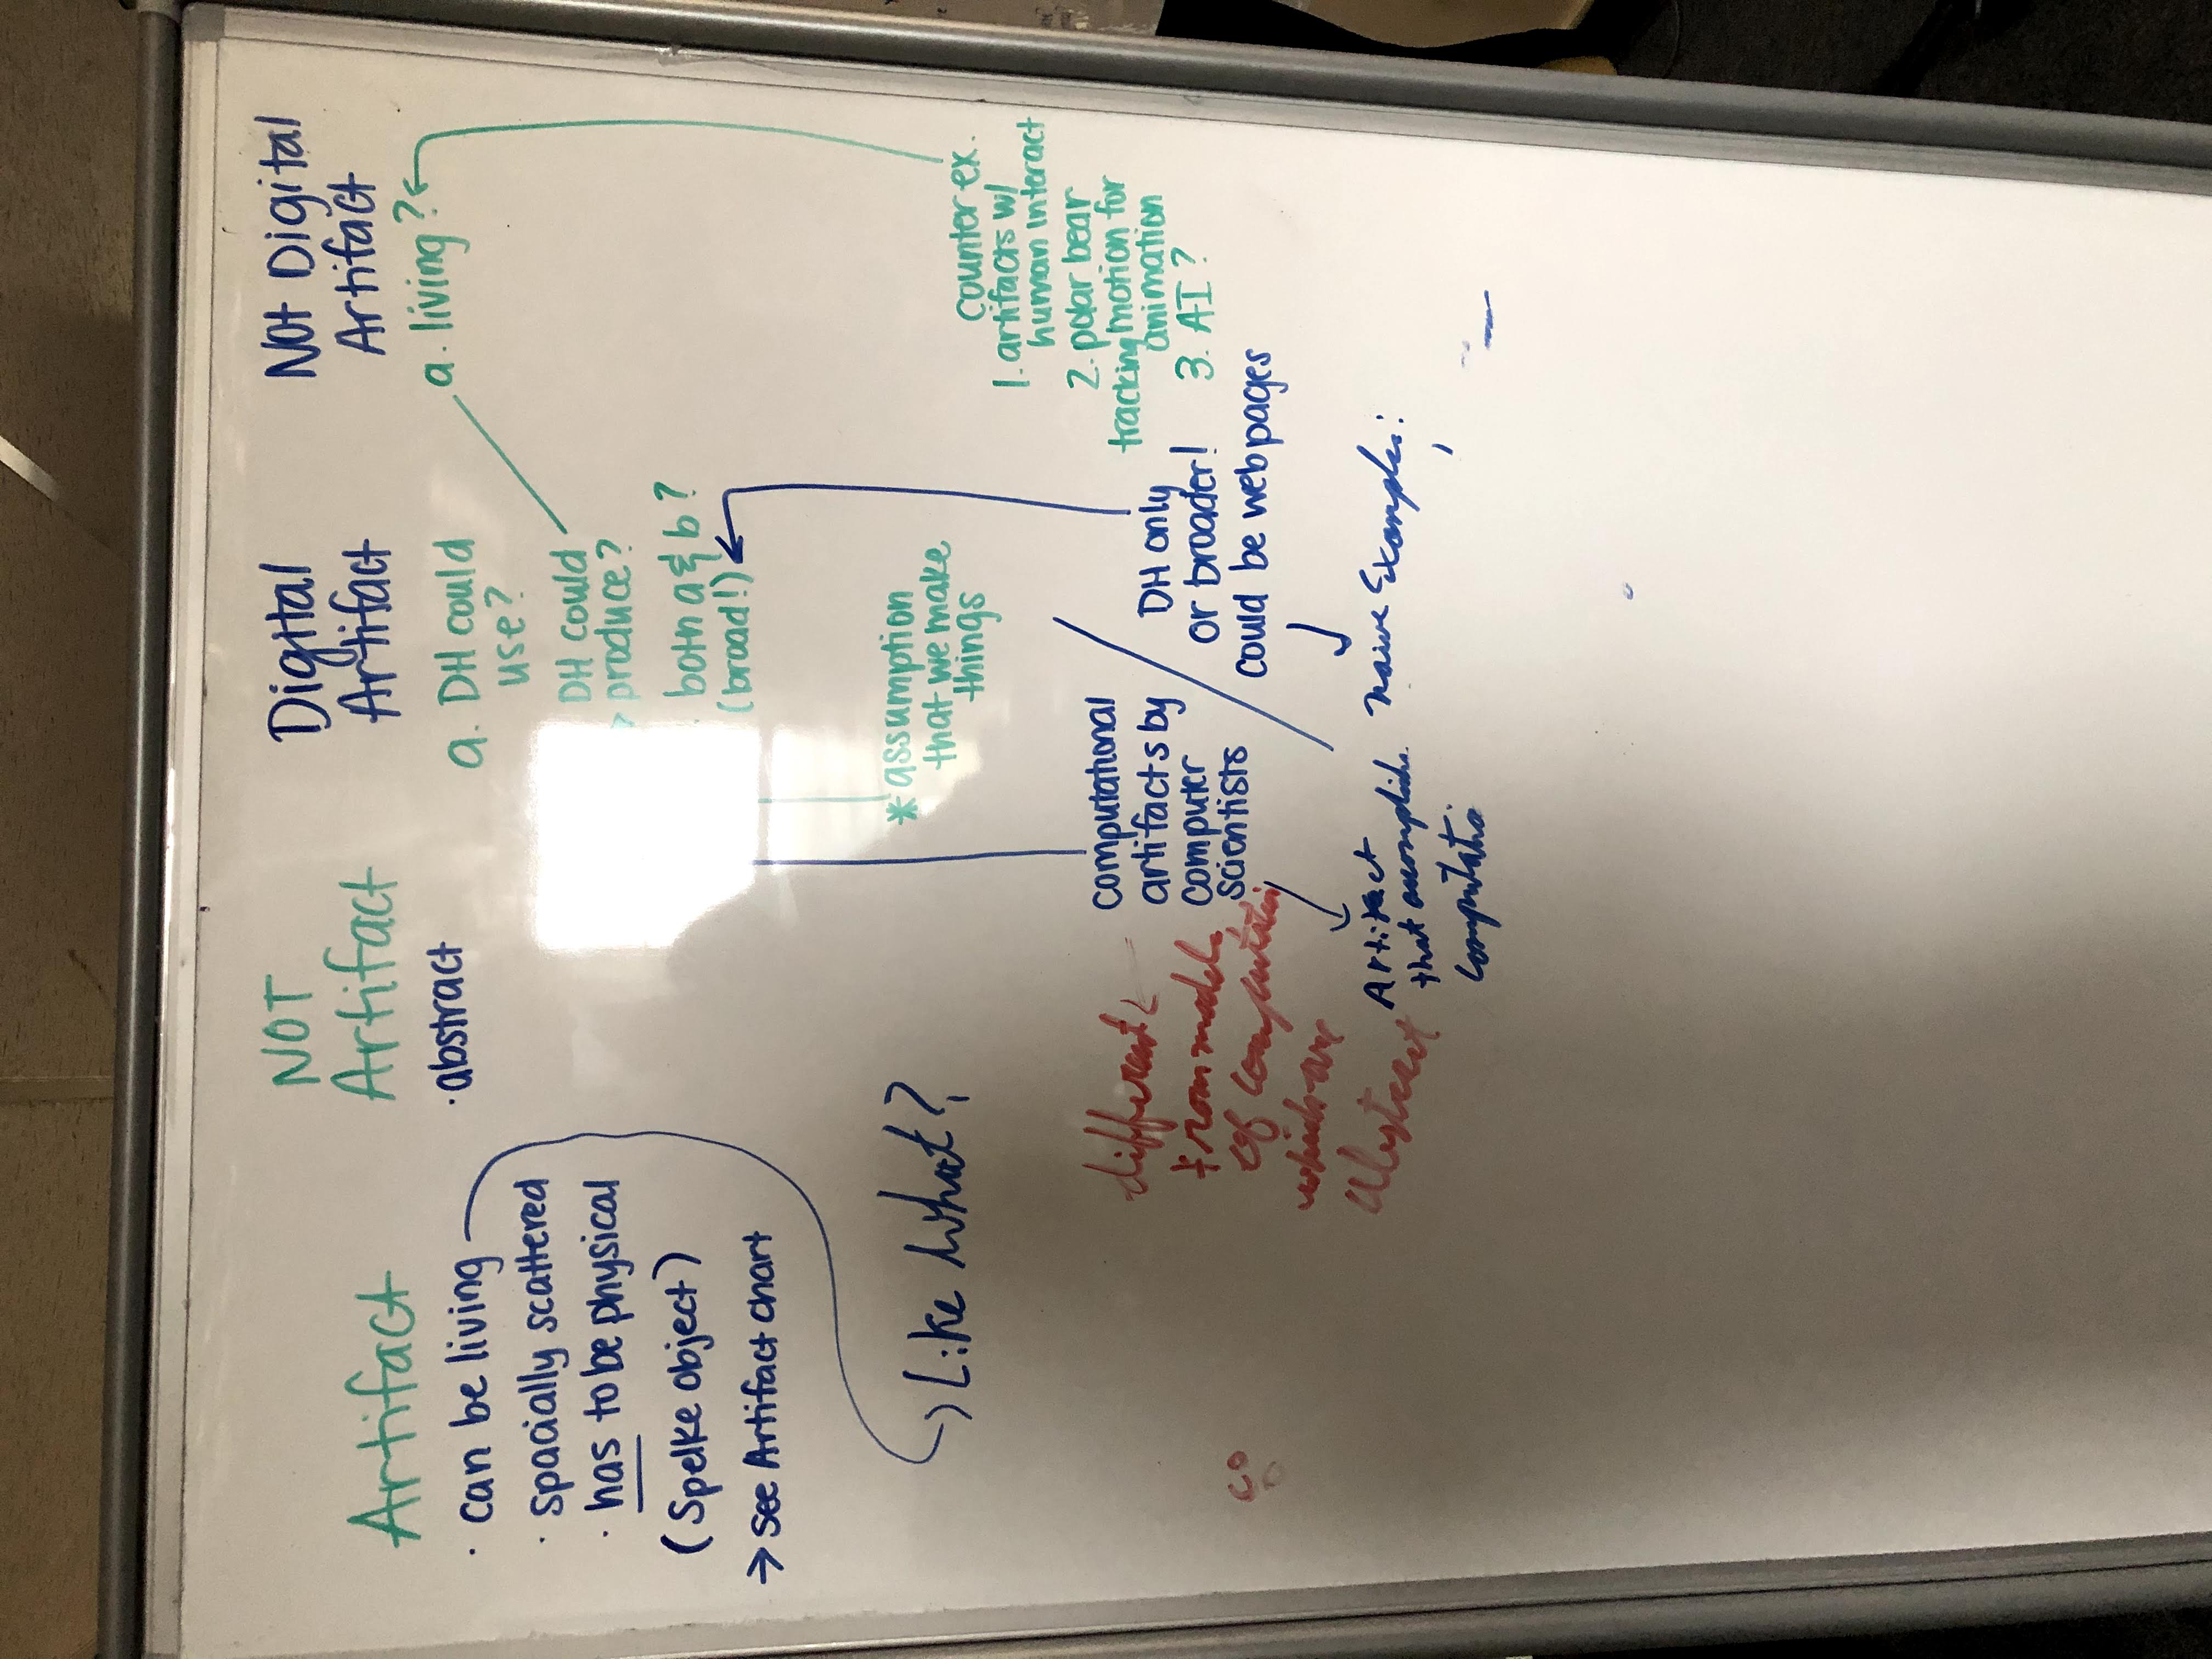 Artifact
· can be living
· spacially scattered
· has to be physical
(Spelke object)
→ see Artifact chart
Like what?
NOT
Artifact
· abstract
Digital
Artifact
a. DH could
use?
DH could
produce?
both a & b?
(broad!)
* assumption
that we make
things
computational
artifacts by
computer
scientists
different
from models
of computation
which are
Abstract
Artifact
that
computatio
DH only
or broader!
could be webpages
naive Examples:
Not Digital
Artifact
a. living?
counter ex.
1. artifacts w/
human interact
2. polar bear
tracking motion for
animation
3. AI?